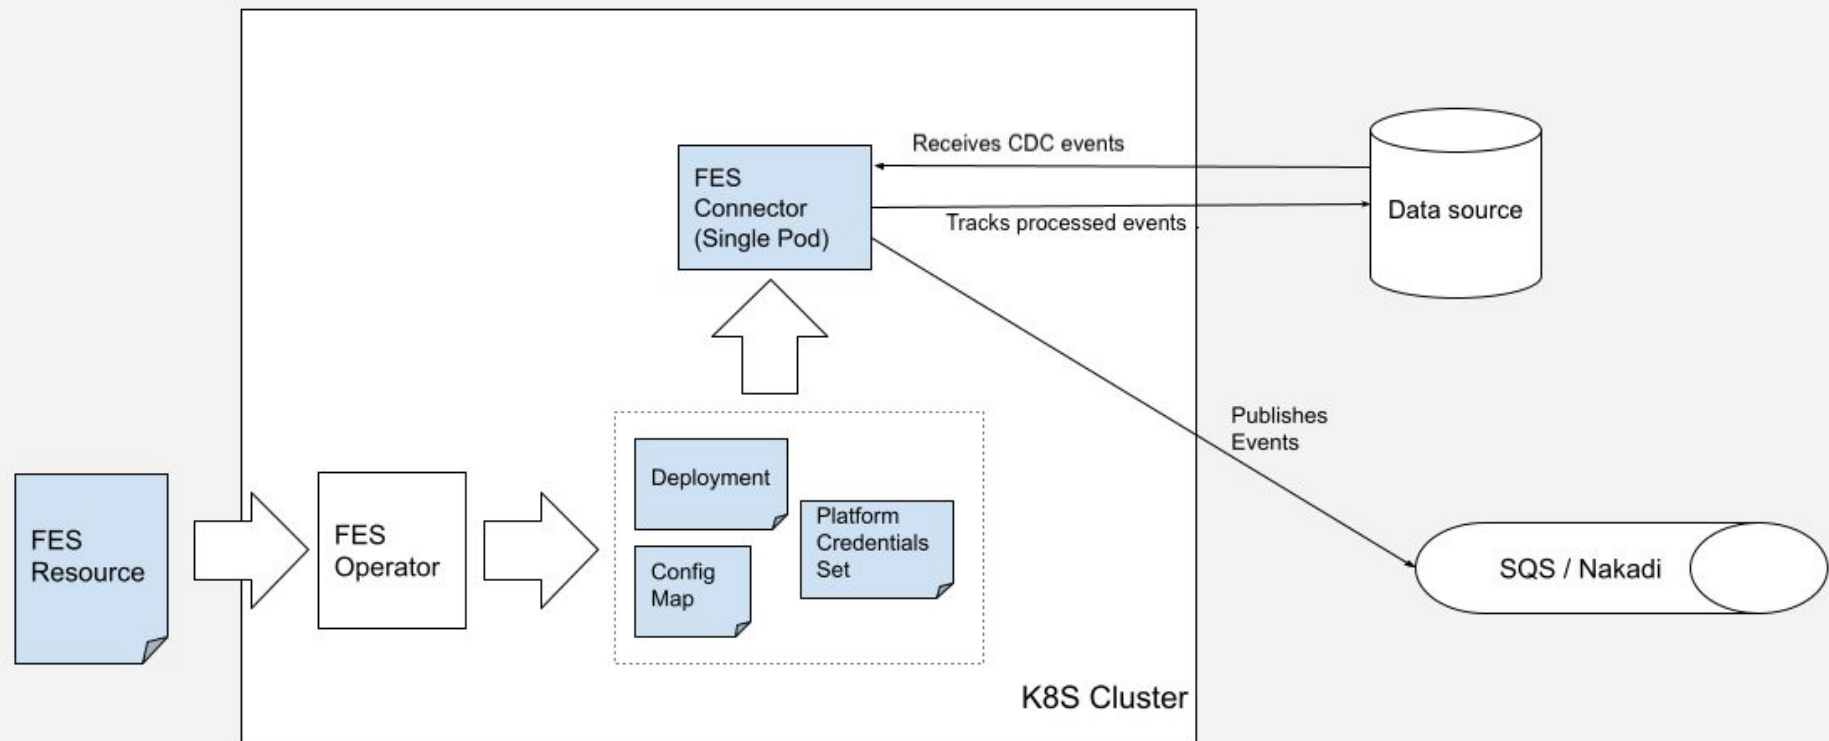 Receives CDC events
FES
Connector
(Single Pod)
Tracks processed events
Data source
Publishes
Events
Deployment
Platform
Credentials
Set
Config
Map
FES
Resource
FES
Operator
SQS / Nakadi
K8S Cluster